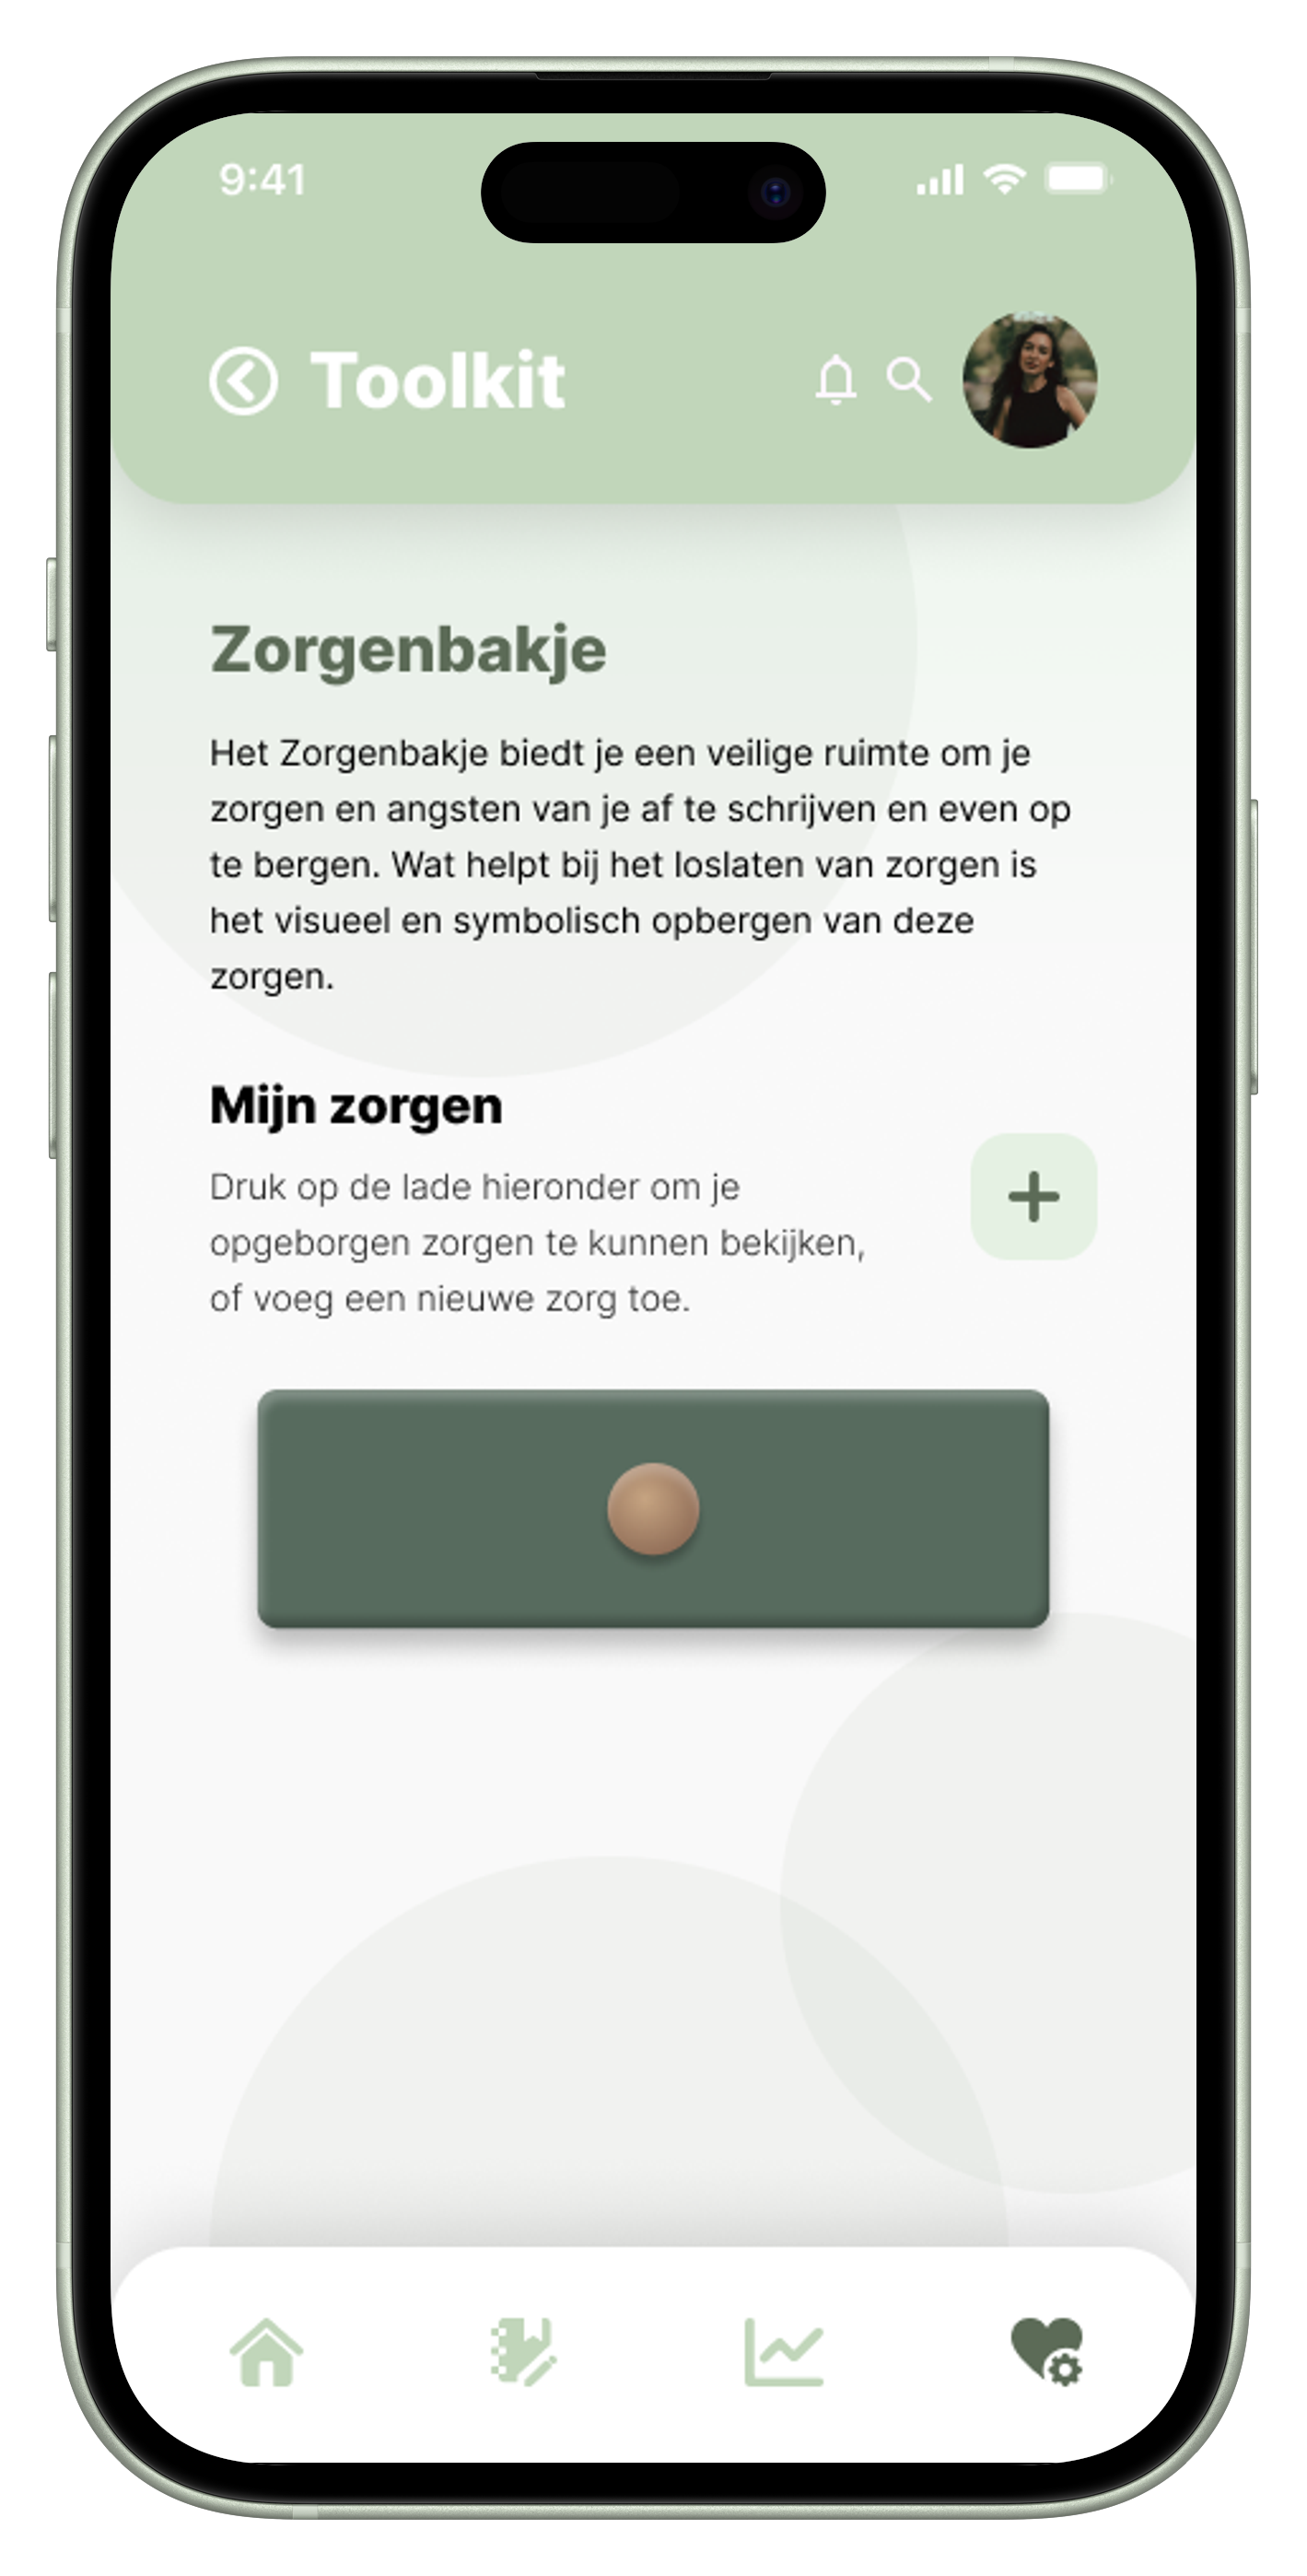 9:41
Toolkit
Zorgenbakje
Het Zorgenbakje biedt je een veilige ruimte om je
zorgen en angsten van je af te schrijven en even op
te bergen. Wat helpt bij het loslaten van zorgen is
het visueel en symbolisch opbergen van deze
zorgen.
Mijn zorgen
Druk op de lade hieronder om je
opgeborgen zorgen te kunnen bekijken,
of voeg een nieuwe zorg toe.